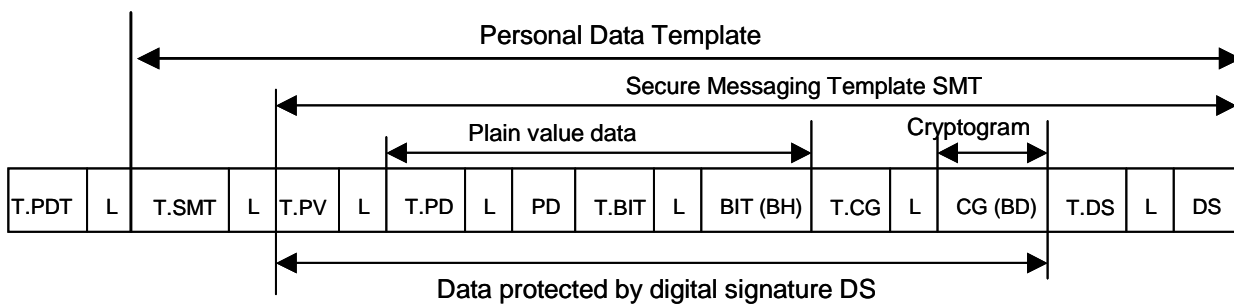 Personal Data Template
Secure Messaging Template SMT
Plain value data Cryptogram
T.PDT L T.SMT L T.PV L T.PD L PD T.BIT L BIT (BH) T.CG L CG (BD) T.DS L DS
Data protected by digital signature DS